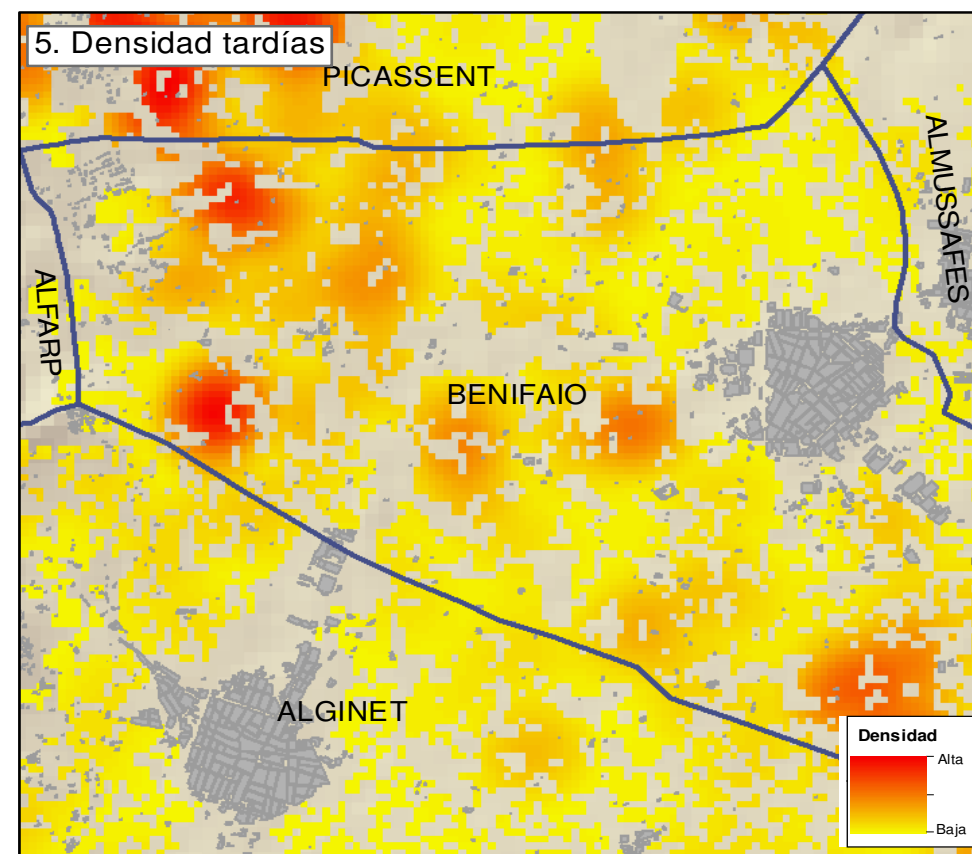 5. Densidad tardías
PICASSENT
ALMUSSAFES
ALFARP
BENIFAIO
ALGINET
Densidad
Alta
Baja